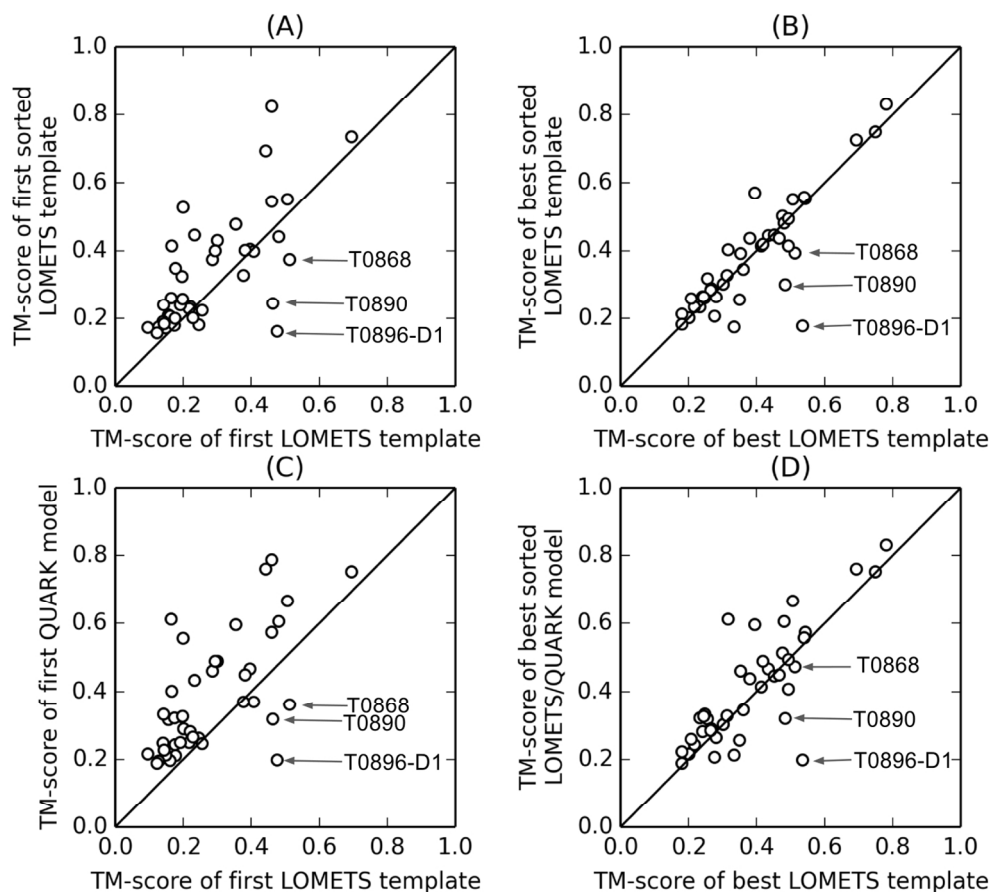 (A)
TM-score of first sorted
LOMETS template
1.0
0.8
0.6
0.4
0.2
0.0
T0868
T0890
T0896-D1
0.0 0.2 0.4 0.6 0.8 1.0
TM-score of first LOMETS template
(B)
TM-score of best sorted
LOMETS template
1.0
0.8
0.6
0.4
0.2
0.0
T0868
T0890
T0896-D1
0.0 0.2 0.4 0.6 0.8 1.0
TM-score of best LOMETS template
(C)
TM-score of first QUARK model
1.0
0.8
0.6
0.4
0.2
0.0
T0868
T0890
T0896-D1
0.0 0.2 0.4 0.6 0.8 1.0
TM-score of first LOMETS template
(D)
TM-score of best sorted
LOMETS/QUARK model
1.0
0.8
0.6
0.4
0.2
0.0
T0868
T0890
T0896-D1
0.0 0.2 0.4 0.6 0.8 1.0
TM-score of best LOMETS template